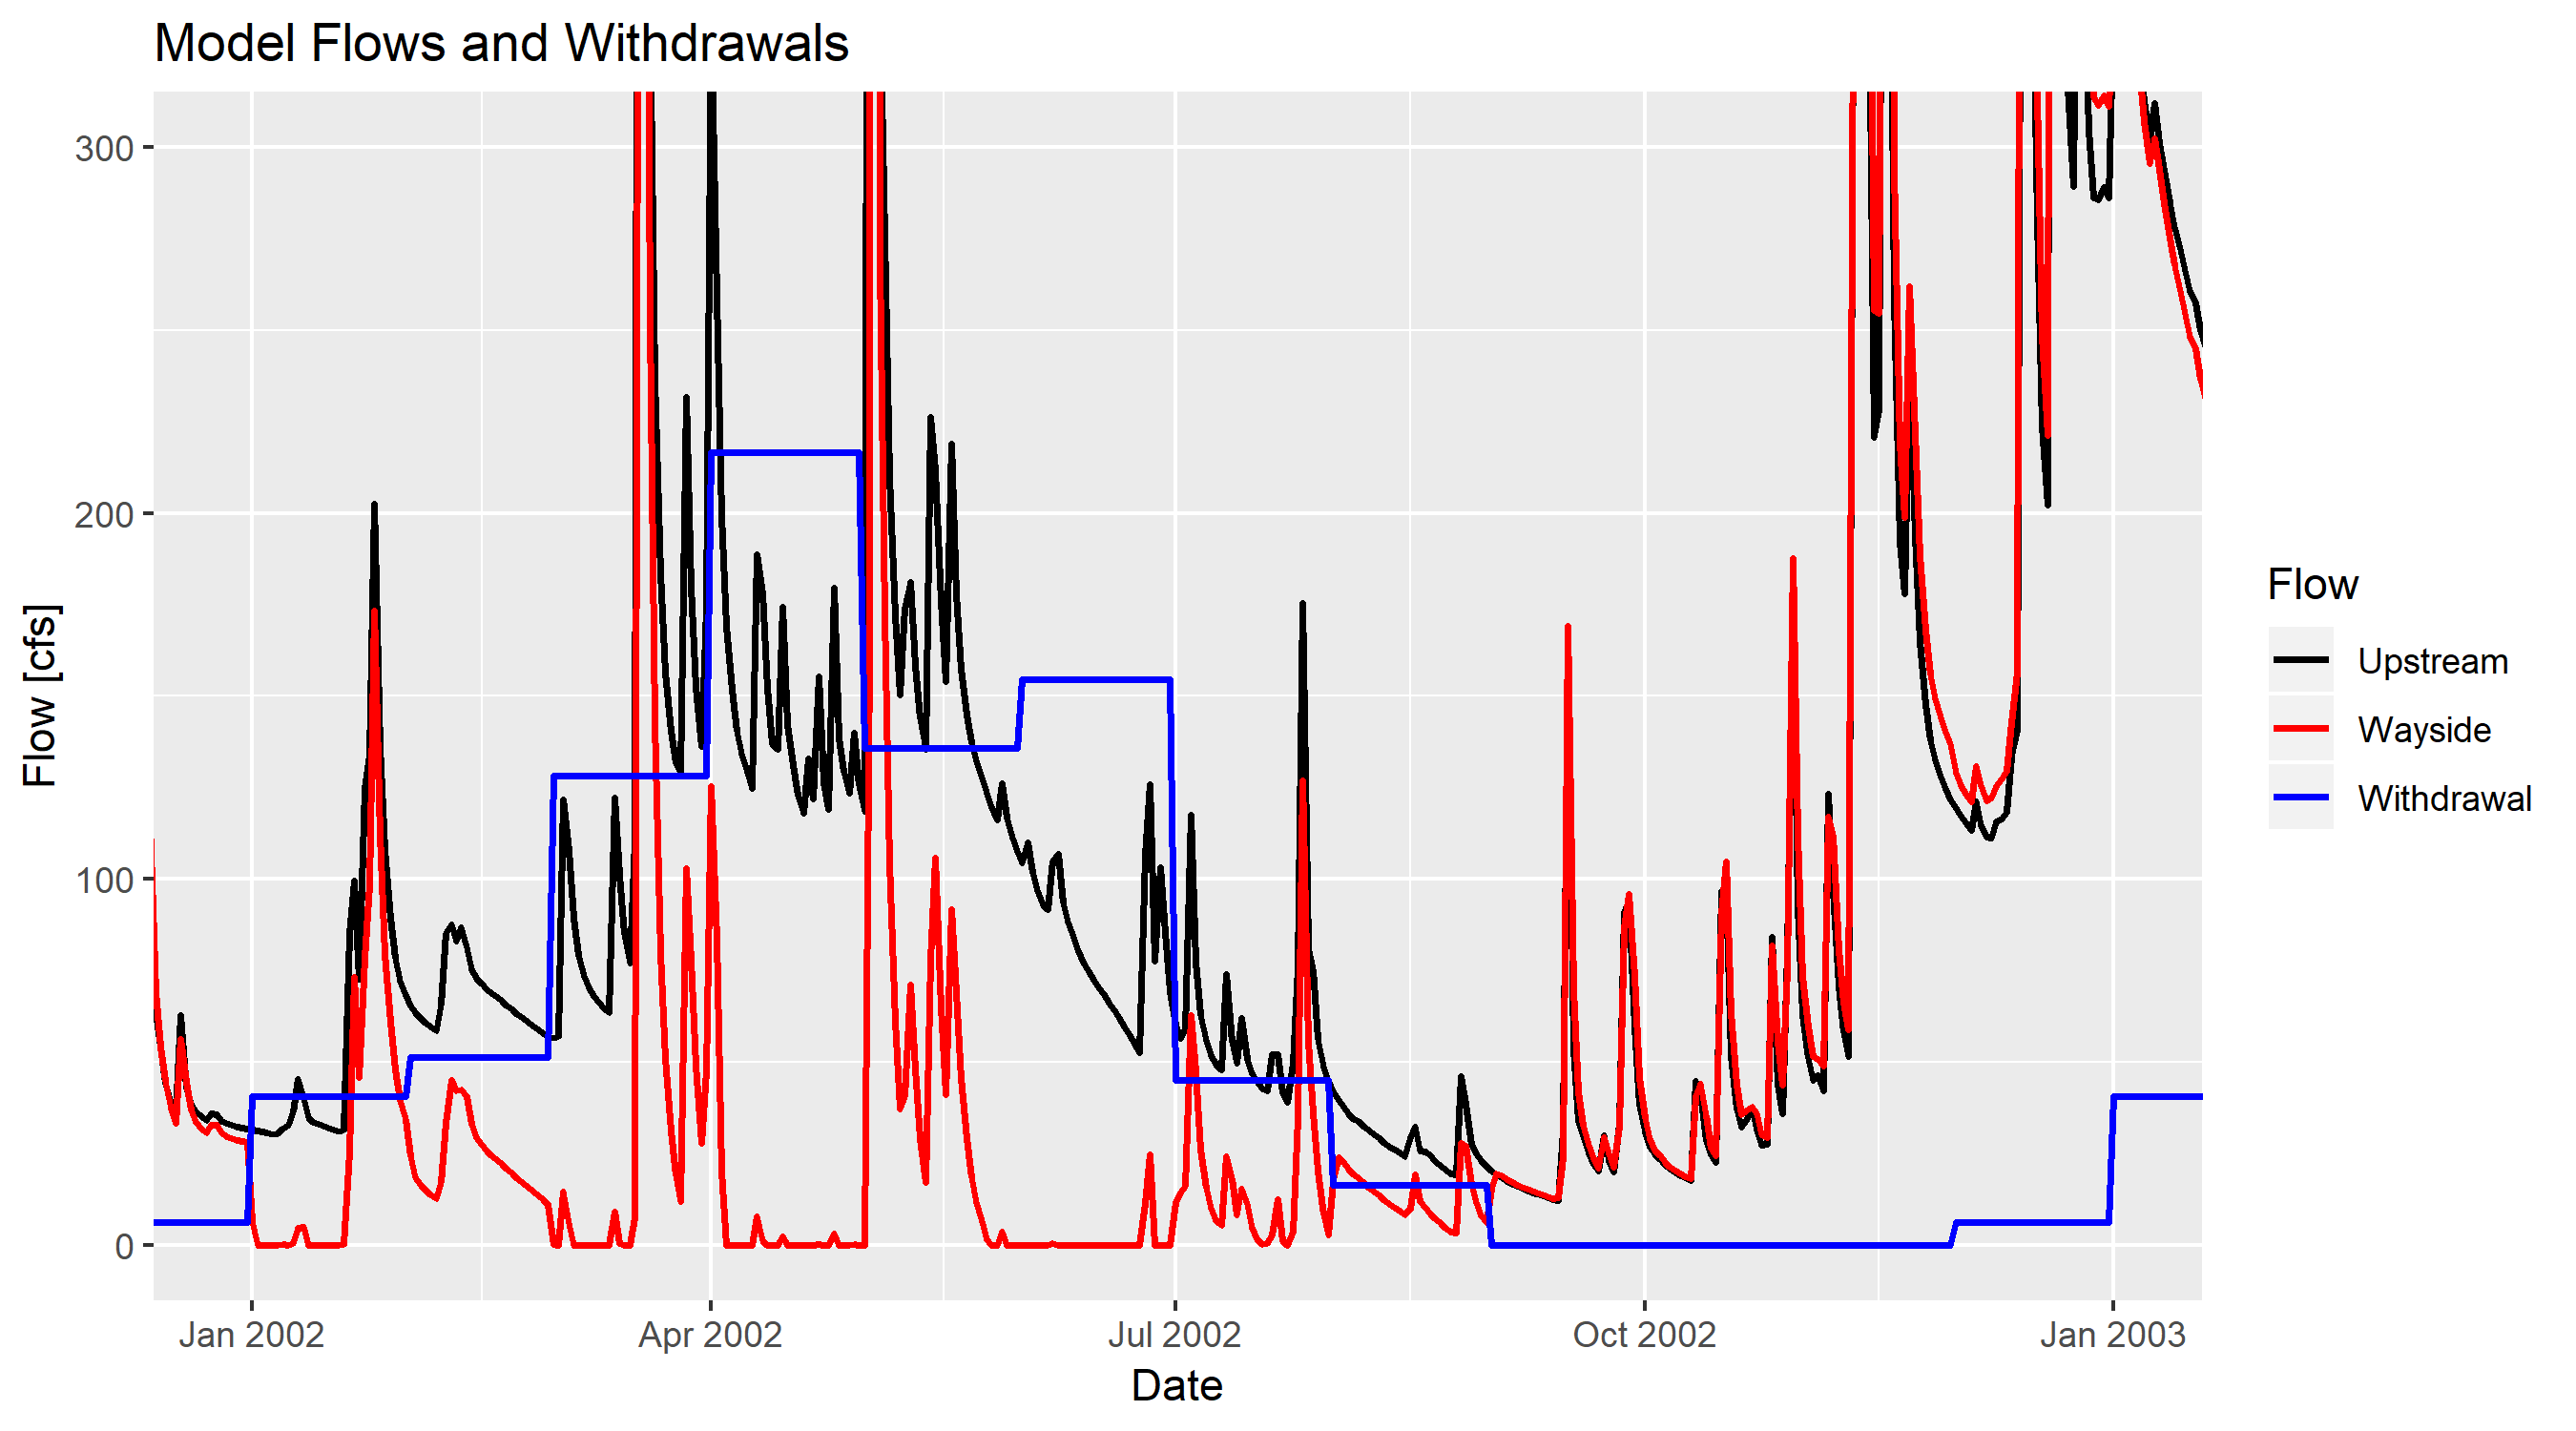 Model Flows and Withdrawals
300
200
100
0
Flow [cfs]
Jan 2002
Apr 2002
Jul 2002
Oct 2002
Jan 2003
Date
Flow
Upstream
Wayside
Withdrawal